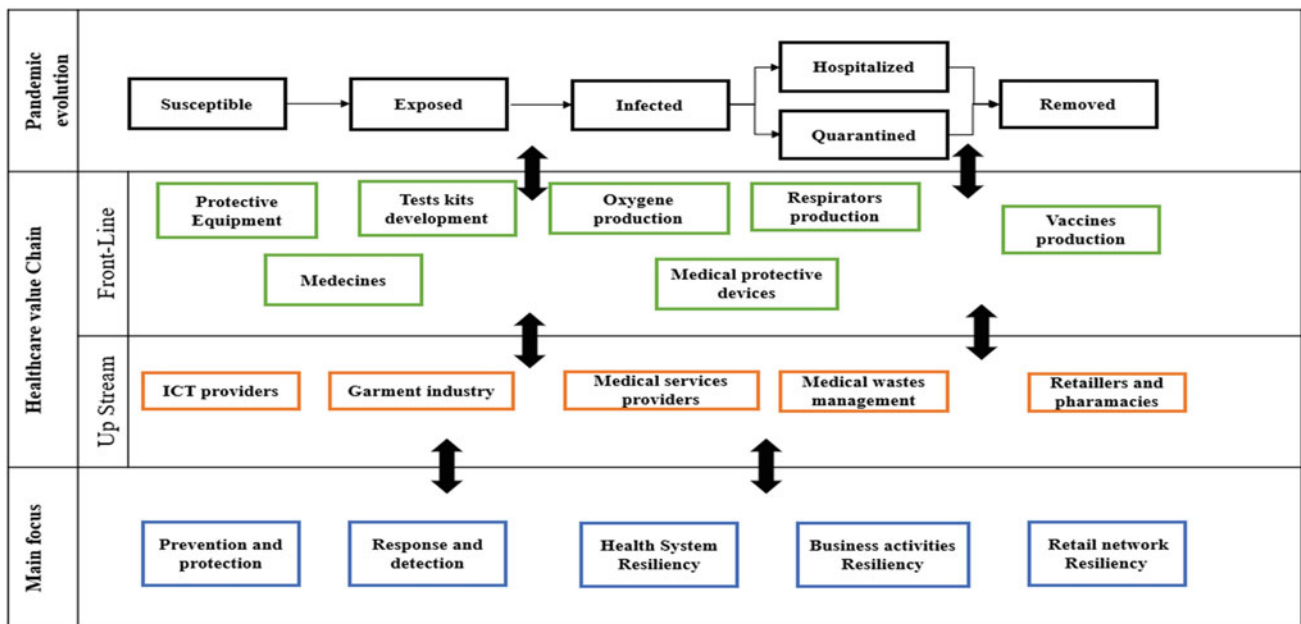 Pandemic
evolution
Susceptible
Exposed
Infected
Hospitalized
Quarantined
Removed
Healthcare value Chain
Front-Line
Protective
Equipment
Tests kits
development
Oxygene
production
Respirators
production
Vaccines
production
Medecines
Medical protective
devices
Up Stream
ICT providers
Garment industry
Medical services
providers
Medical wastes
management
Retaillers and
pharamacies
Main focus
Prevention and
protection
Response and
detection
Health System
Resiliency
Business activities
Resiliency
Retail network
Resiliency